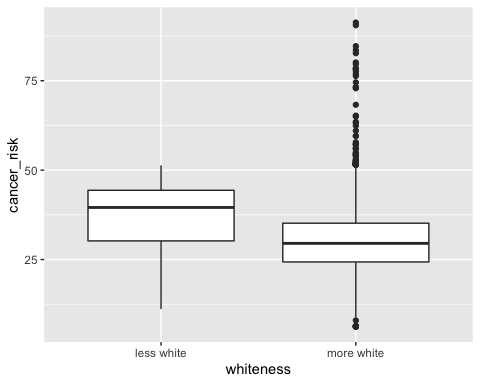 cancer_risk
75
50
25
less white
more white
whiteness